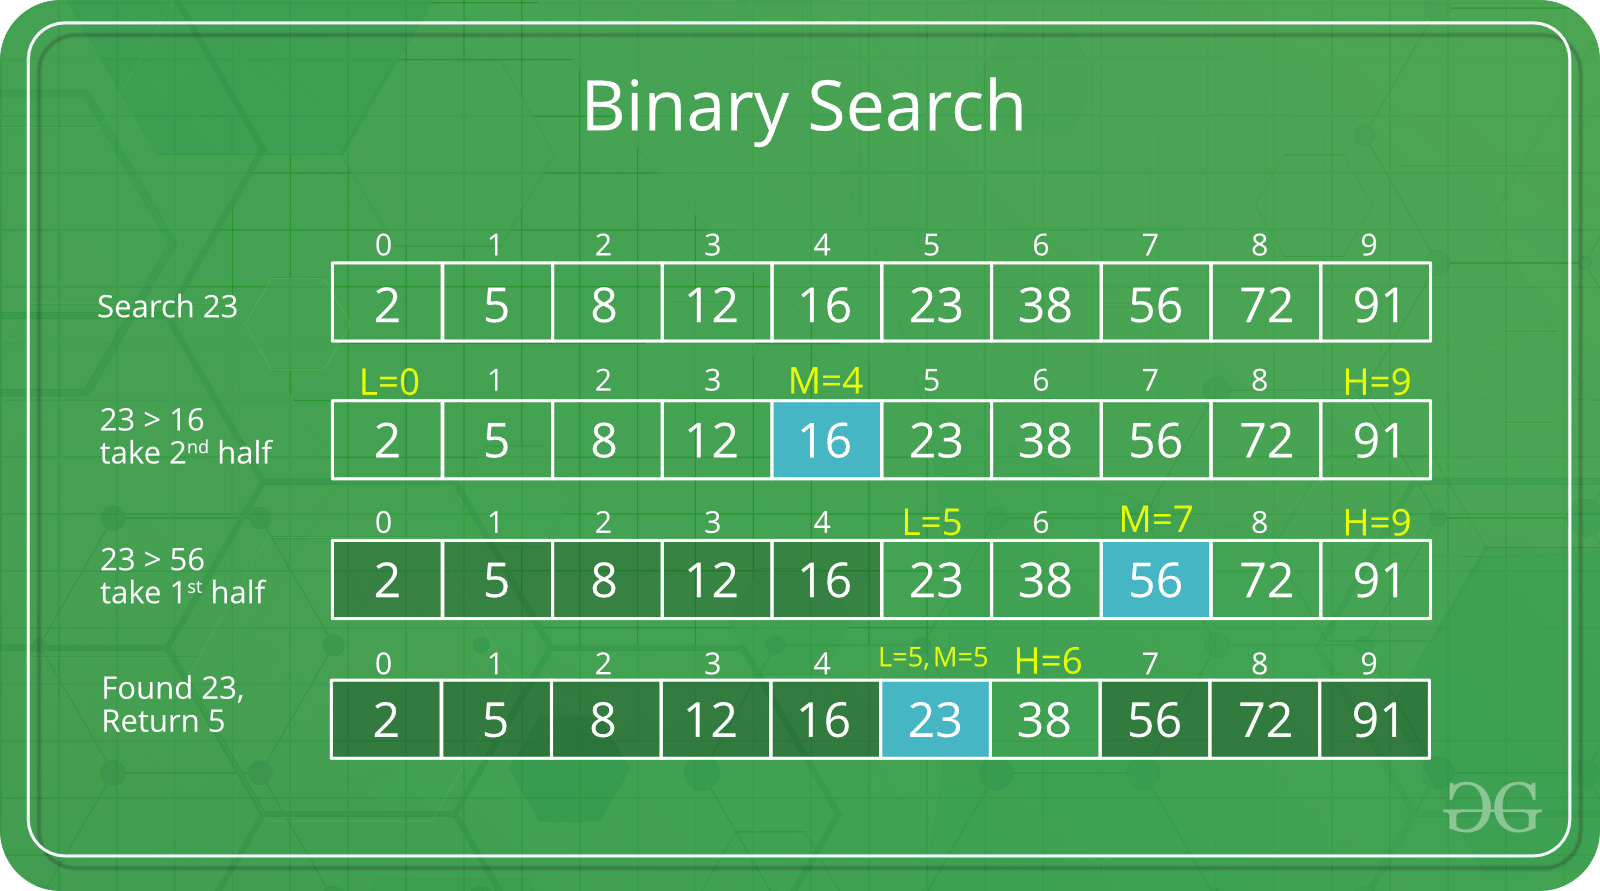 Binary Search
0 1 2 3 4 5 6 7 8 9
Search 23
2 5 8 12 16 23 38 56 72 91
L=0 1 2 3 M=4 5 6 7 8 H=9
23 > 16
take 2nd half
2 5 8 12 16 23 38 56 72 91
0 1 2 3 4 L=5 6 M=7 8 H=9
23 > 56
take 1st half
2 5 8 12 16 23 38 56 72 91
0 1 2 3 4 L=5, M=5 H=6 7 8 9
Found 23,
Return 5
2 5 8 12 16 23 38 56 72 91
GG